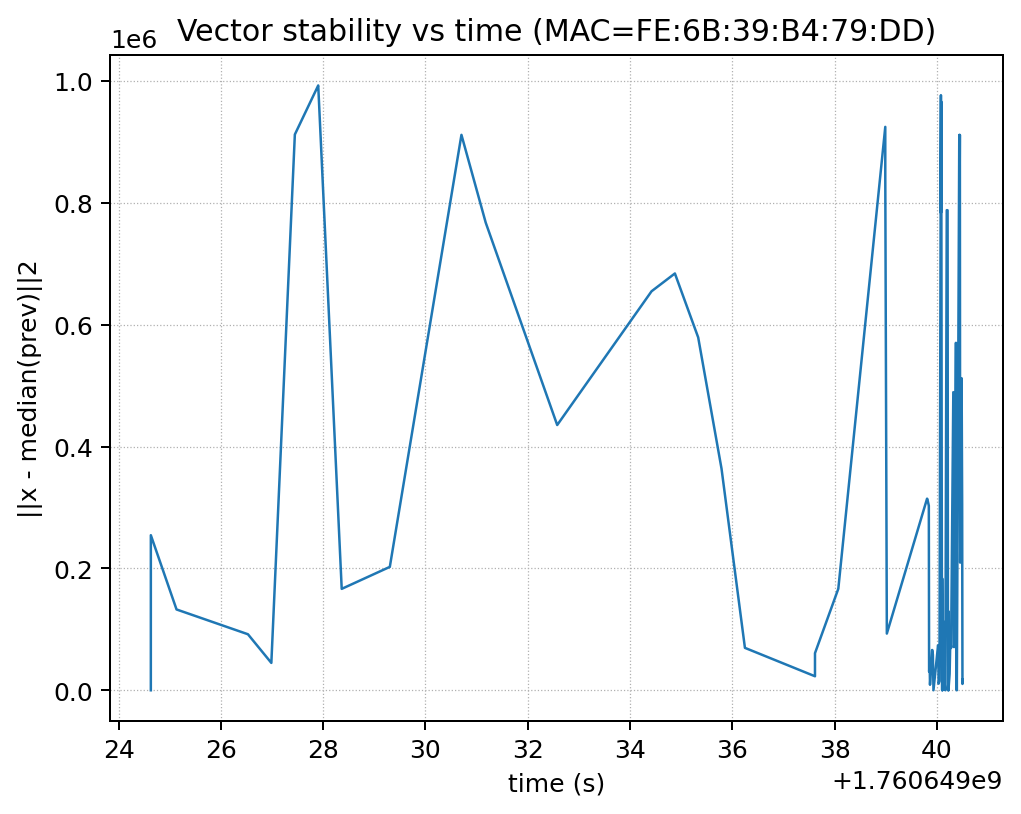 Vector stability vs time (MAC=FE:6B:39:B4:79:DD)
1e6
1.0
0.8
0.6
0.4
0.2
0.0
||x - median(prev)||2
24 26 28 30 32 34 36 38 40
time (s)
+1.760649e9